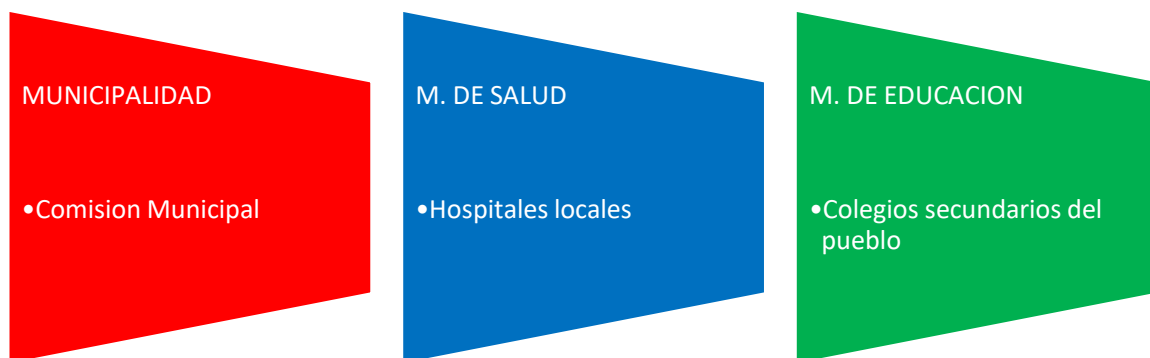 MUNICIPALIDAD
•Comision Municipal
M. DE SALUD
•Hospitales locales
M. DE EDUCACION
•Colegios secundarios del
pueblo